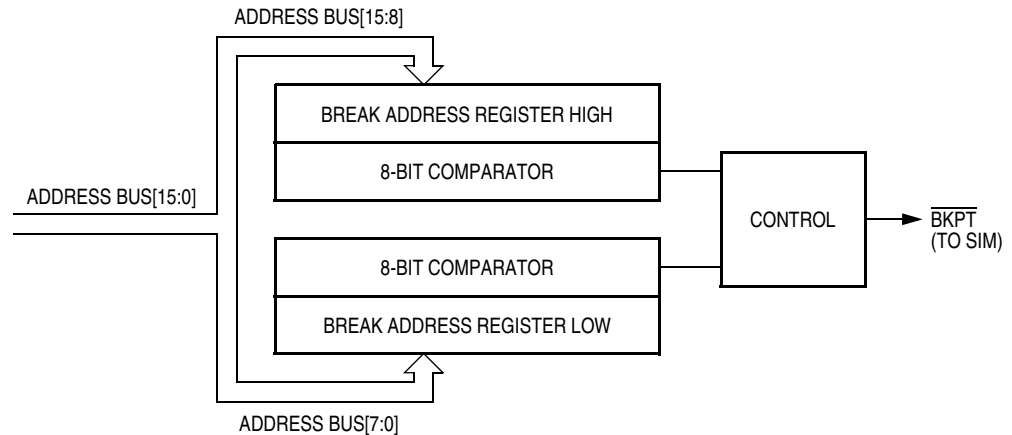 ADDRESS BUS[15:8]
BREAK ADDRESS REGISTER HIGH
8-BIT COMPARATOR
ADDRESS BUS[15:0]
CONTROL
BKPT
(TO SIM)
8-BIT COMPARATOR
BREAK ADDRESS REGISTER LOW
ADDRESS BUS[7:0]